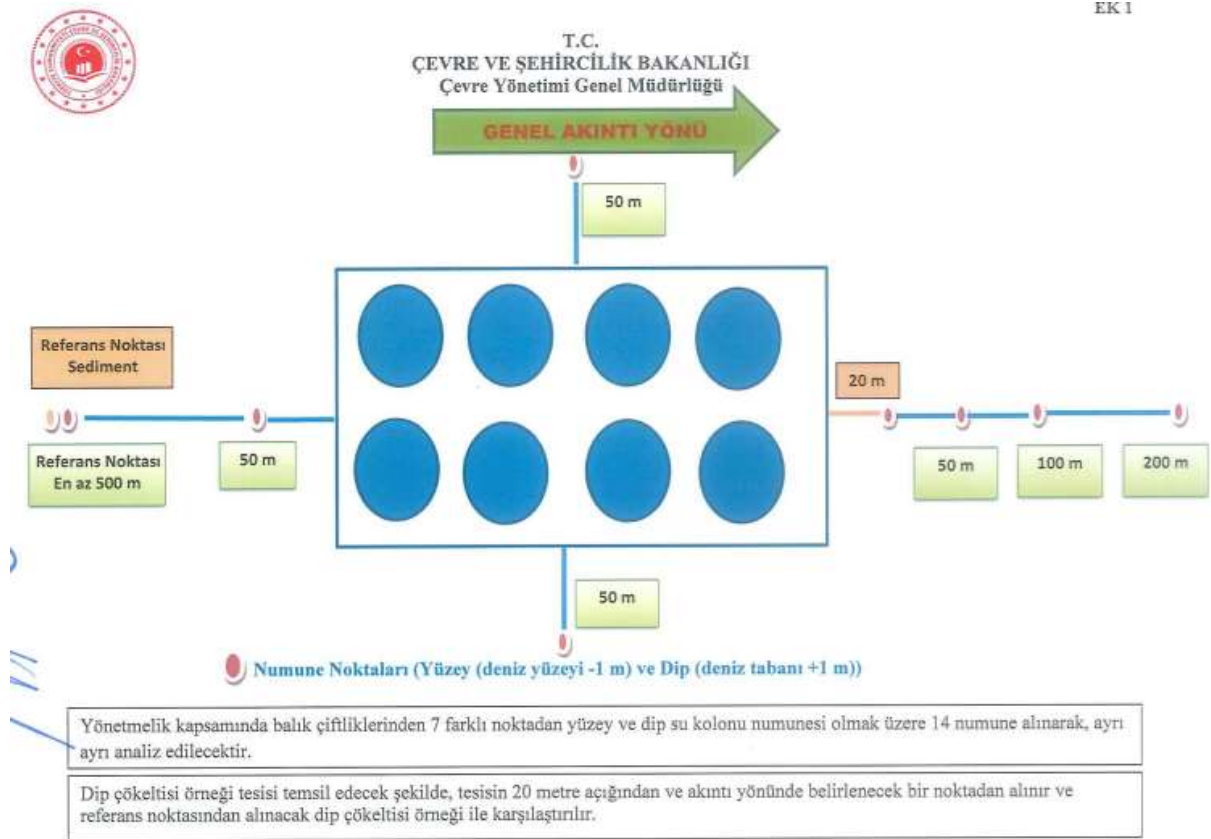 EK 1
T.C.
ÇEVRE VE ŞEHİRCİLİK BAKANLIĞI
Çevre Yönetimi Genel Müdürlüğü
GENEL AKINTI YÖNÜ
50 m
Referans Noktası
Sediment
20 m
Referans Noktası
En az 500 m
50 m
50 m
100 m
200 m
50 m
Numune Noktaları (Yüzey (deniz yüzeyi -1 m) ve Dip (deniz tabanı +1 m))
Yönetmelik kapsamında balık çiftliklerinden 7 farklı noktadan yüzey ve dip su kolonu numunesi olmak üzere 14 numune alınarak, ayrı
ayrı analiz edilecektir.
Dip çökeltisi örneği tesisi temsil edecek şekilde, tesisin 20 metre açığından ve akıntı yönünde belirlenecek bir noktadan alınır ve
referans noktasından alınacak dip çökeltisi örneği ile karşılaştırılır.